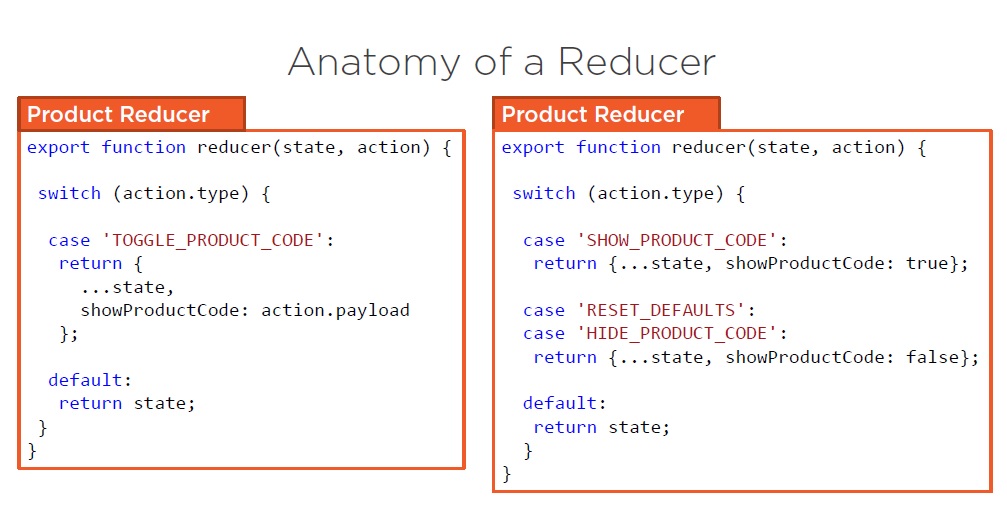 Anatomy of a Reducer
Product Reducer
export function reducer(state, action) {
switch (action.type) {
case 'TOGGLE_PRODUCT_CODE':
return {
...state,
showProductCode: action.payload
};
default:
return state;
}
}
Product Reducer
export function reducer(state, action) {
switch (action.type) {
case 'SHOW_PRODUCT_CODE':
return {...state, showProductCode: true};
case 'RESET_DEFAULTS':
case 'HIDE_PRODUCT_CODE':
return {...state, showProductCode: false};
default:
return state;
}
}